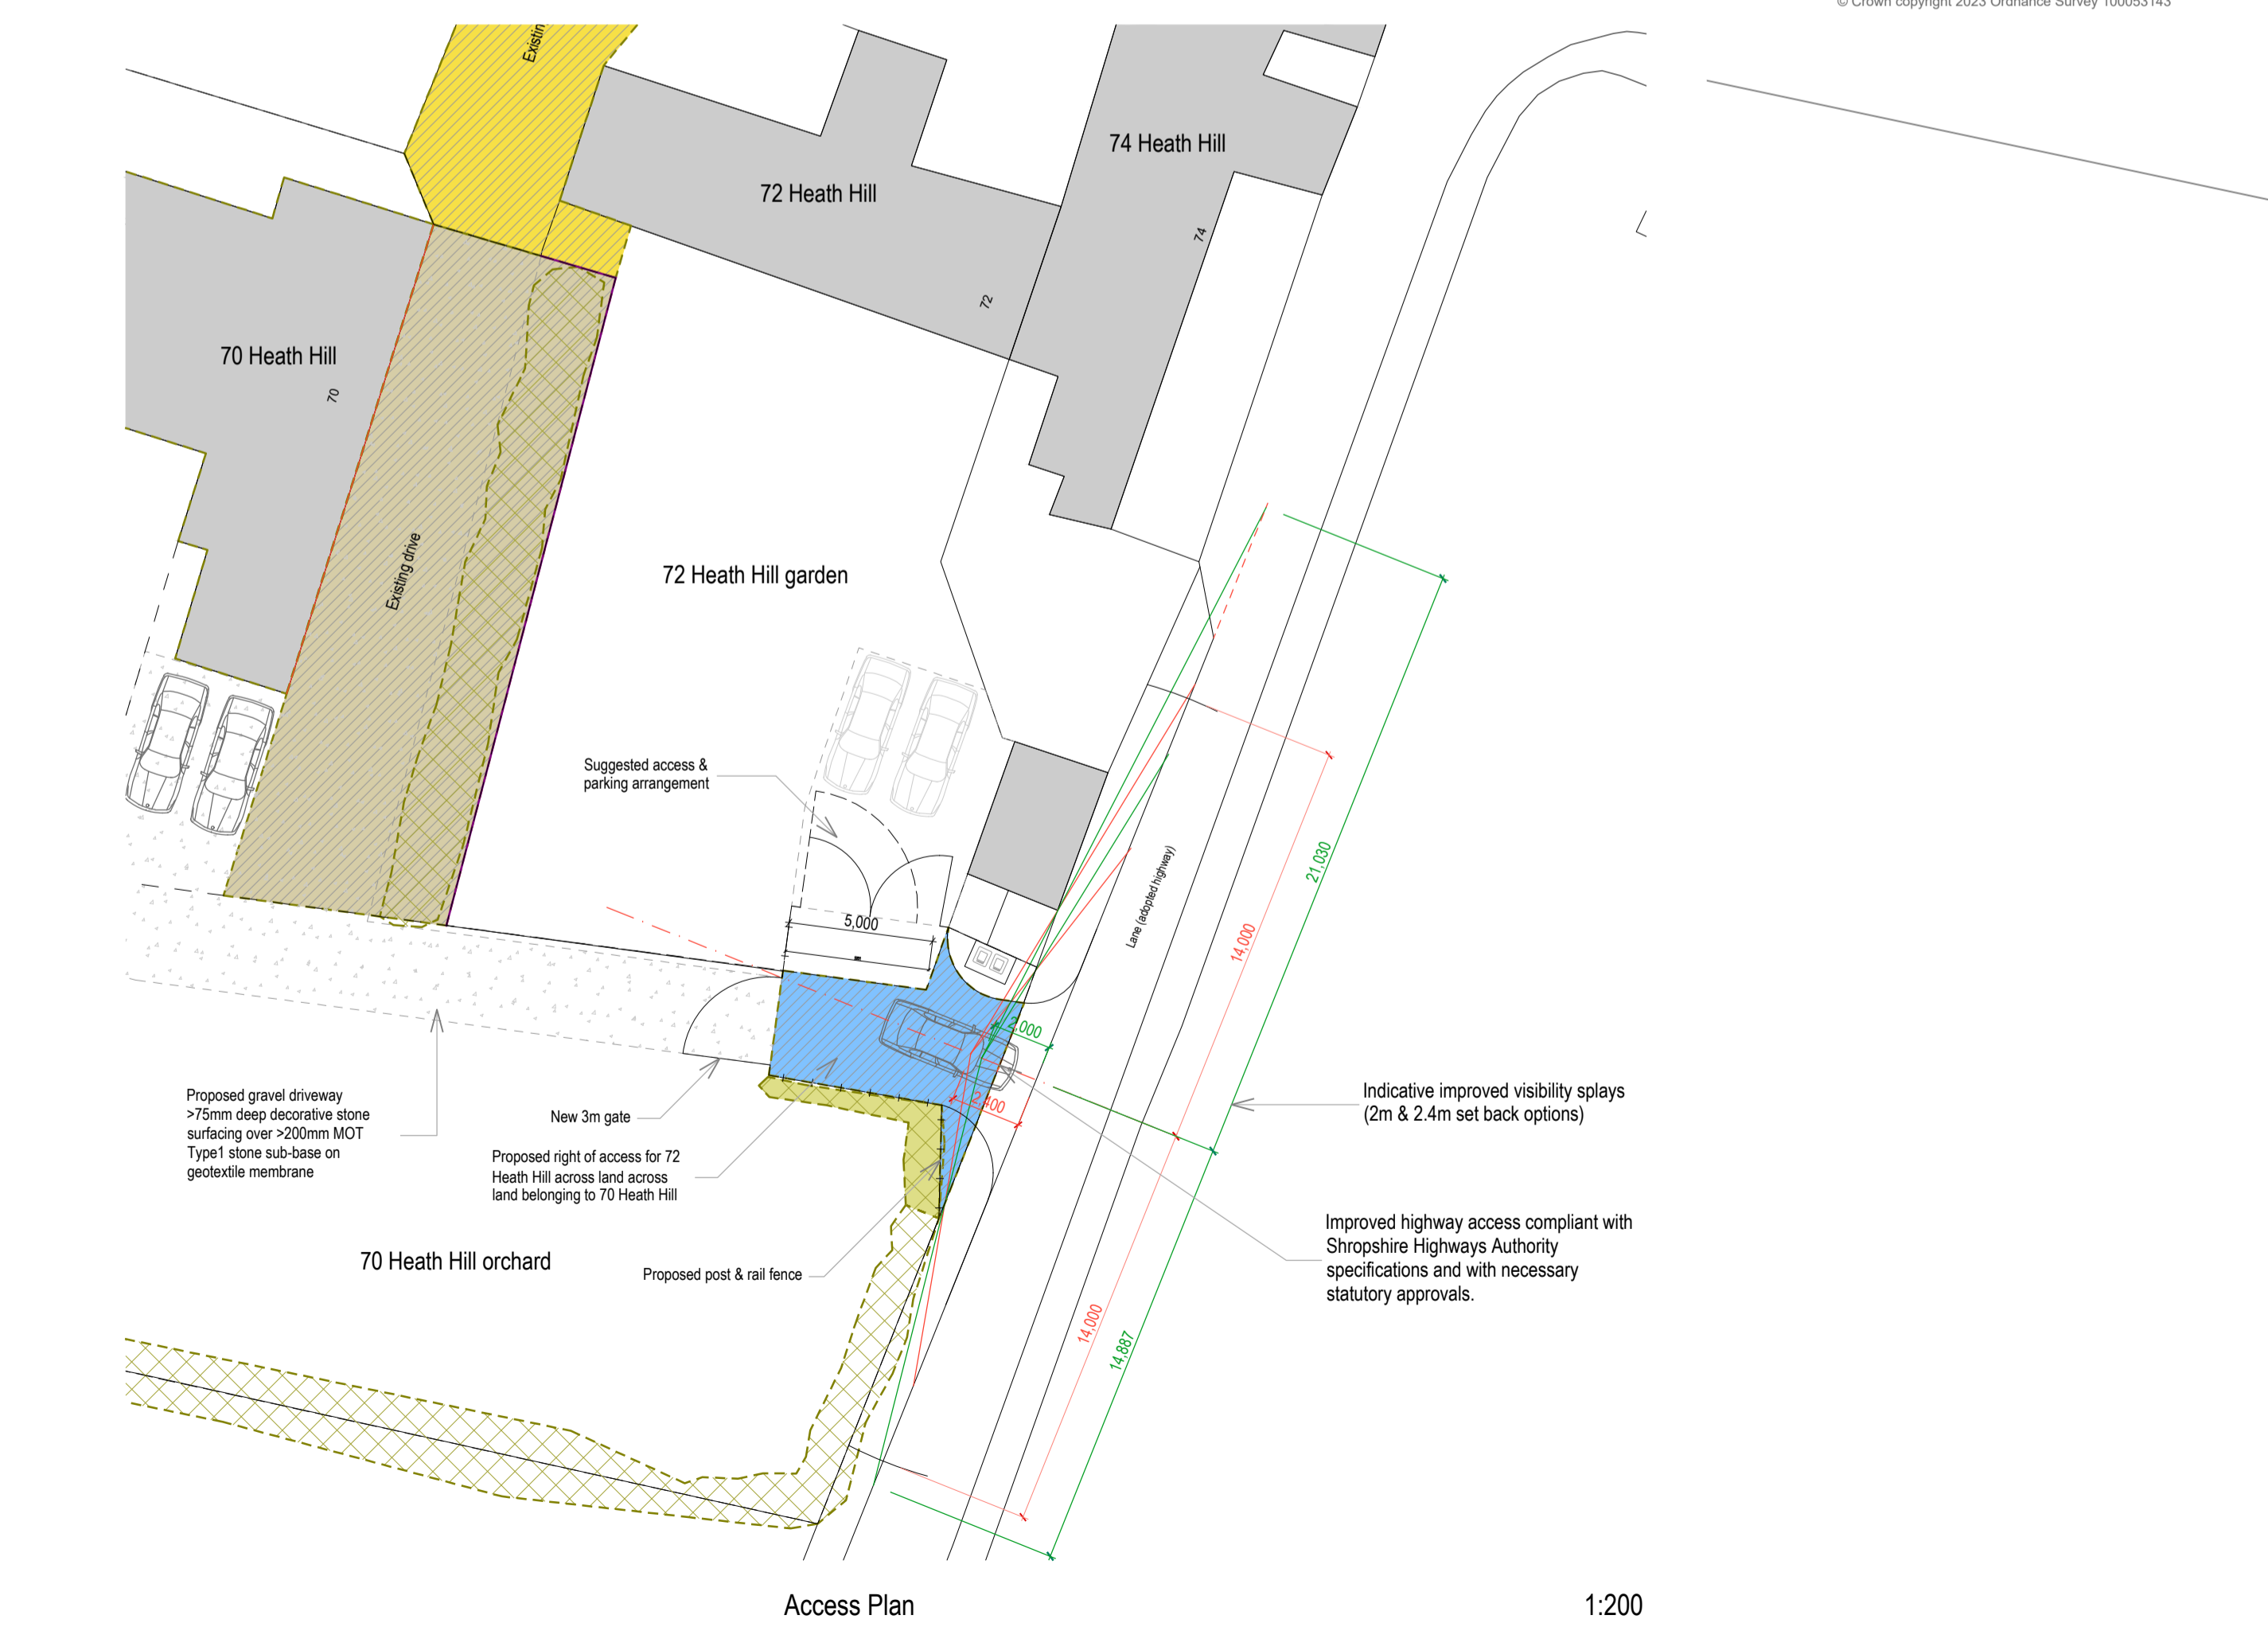 © Crown copyright 2023 Ordnance Survey 100053143
74 Heath Hill
72 Heath Hill
74
72
70 Heath Hill
70
Existing drive
72 Heath Hill garden
Suggested access &
parking arrangement
5,000
21,030
14,000
Lane (adopted highway)
2,000
2,400
Proposed gravel driveway
>75mm deep decorative stone
surfacing over >200mm MOT
Type1 stone sub-base on
geotextile membrane
New 3m gate
Proposed right of access for 72
Heath Hill across land across
land belonging to 70 Heath Hill
Indicative improved visibility splays
(2m & 2.4m set back options)
Improved highway access compliant with
Shropshire Highways Authority
specifications and with necessary
statutory approvals.
70 Heath Hill orchard
Proposed post & rail fence
14,000
14,887
Access Plan
1:200